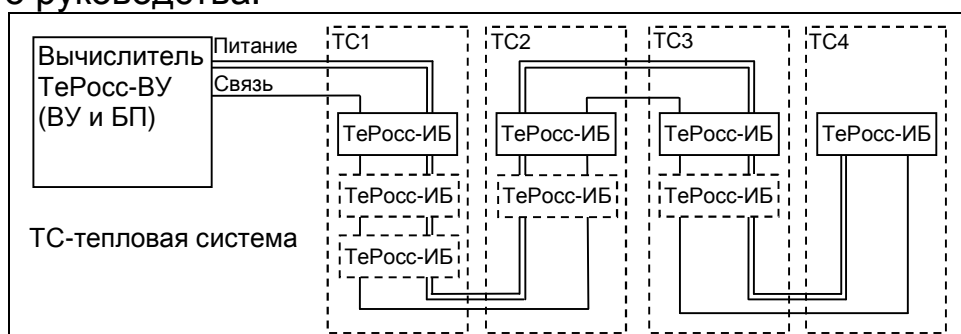 о руководства.
Вычислитель
ТеРосс-ВУ
(ВУ и БП)
Питание
Связь
ТС1
ТС2
ТС3
ТС4
ТеРосс-ИБ
ТеРосс-ИБ
ТеРосс-ИБ
ТеРосс-ИБ
ТеРосс-ИБ
ТеРосс-ИБ
ТеРосс-ИБ
ТеРосс-ИБ
ТС-тепловая система